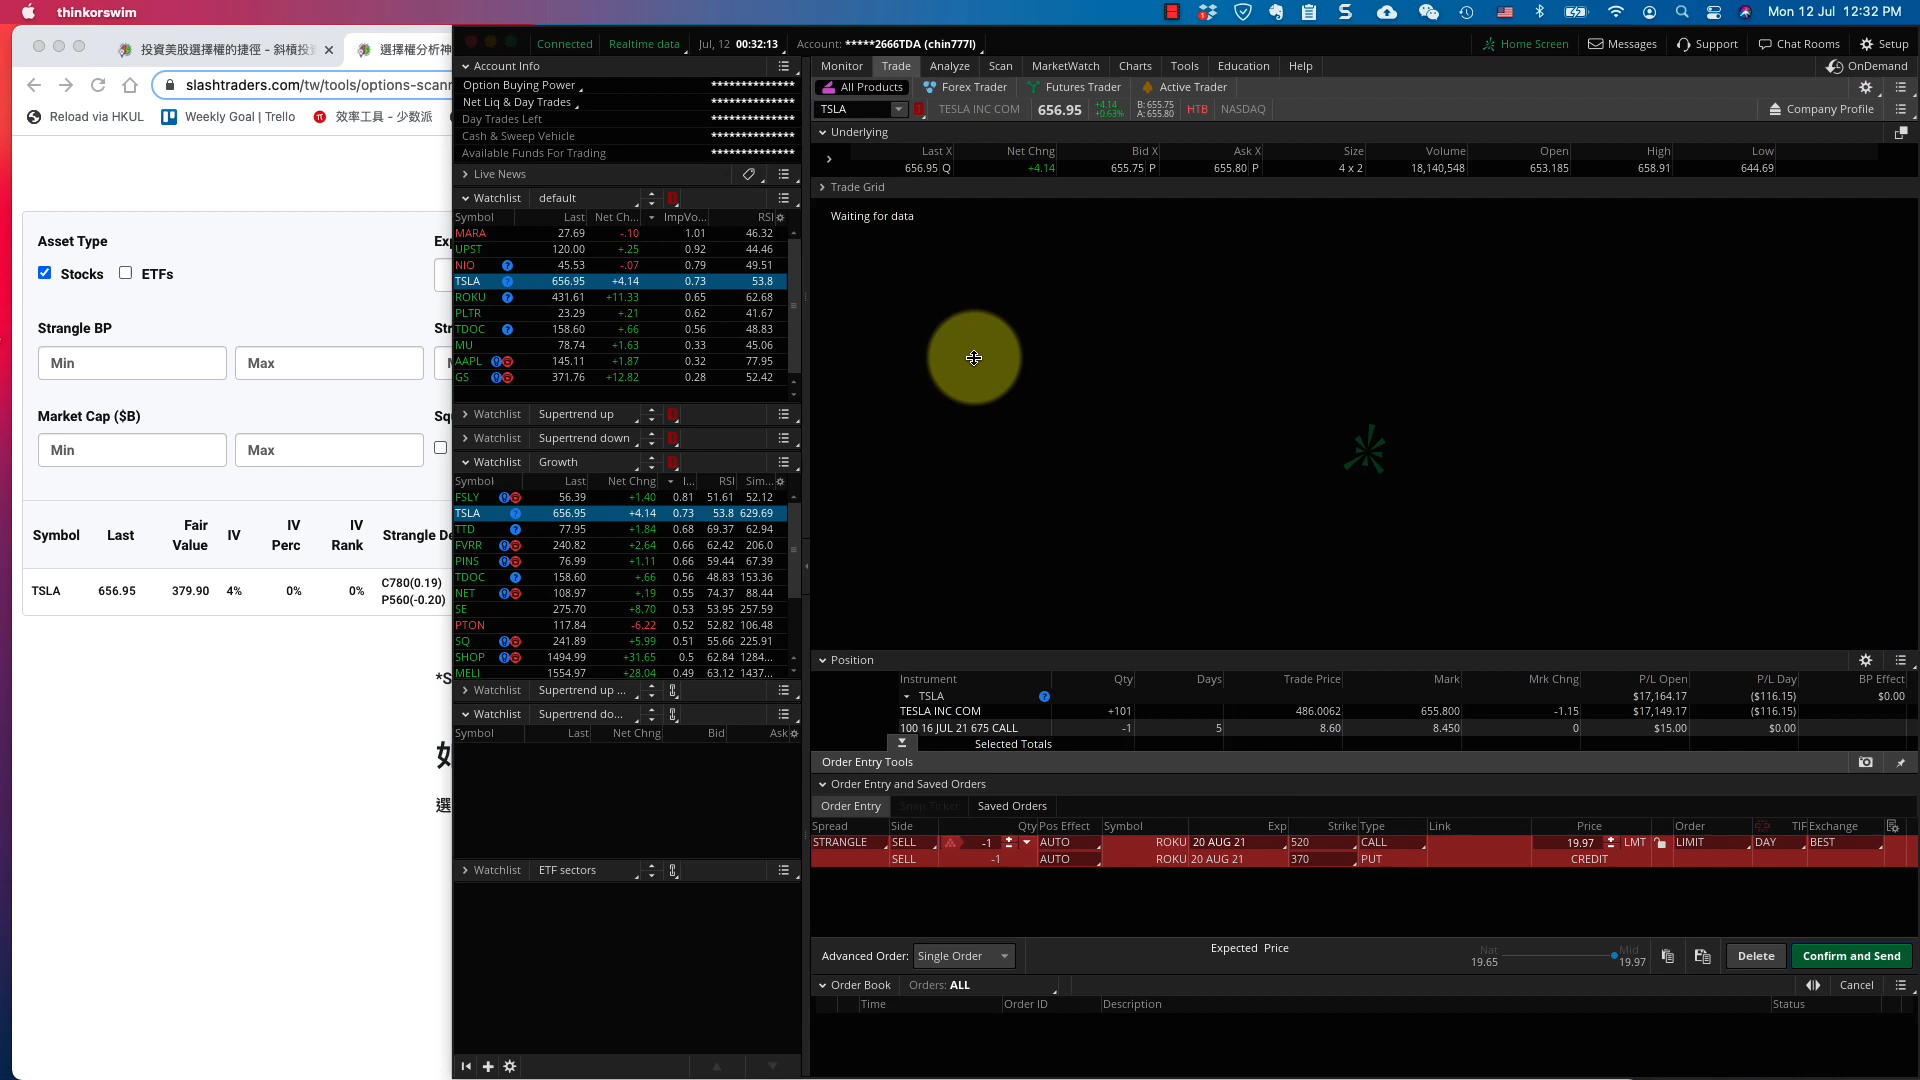 thinkorswim
Mon 12 Jul 12:32 PM
投資美股選擇權的捷徑 - 斜槓投
選擇權分析神
slashtraders.com/tw/tools/options-scanr
Reload via HKUL
Weekly Goal | Trello
效率工具 - 少数派
Asset Type
Stocks
ETFs
Strangle BP
Min
Max
Market Cap ($B)
Min
Max
Symbol Last Fair Value IV IV Perc IV Rank Strangle De
TSLA 656.95 379.90 4% 0% 0% C780(0.19)
P560(-0.20)
*S
選
Connected Realtime data Jul, 12 00:32:13 Account: *****2666TDA (chin777l)
Home Screen Messages Support Chat Rooms Setup
Account Info
Option Buying Power **************
Net Liq & Day Trades **************
Day Trades Left **************
Cash & Sweep Vehicle **************
Available Funds For Trading **************
Live News
Watchlist default
Symbol Last Net Ch... ImpVo... RSI
MARA 27.69 -.10 1.01 46.32
UPST 120.00 +.25 0.92 44.46
NIO 45.53 -.07 0.79 49.51
TSLA 656.95 +4.14 0.73 53.8
ROKU 431.61 +11.33 0.65 62.68
PLTR 23.29 +.21 0.62 41.67
TDOC 158.60 +.66 0.56 48.83
MU 78.74 +1.63 0.33 45.06
AAPL 145.11 +1.87 0.32 77.95
GS 371.76 +12.82 0.28 52.42
Watchlist Supertrend up
Watchlist Supertrend down
Watchlist Growth
Symbol Last Net Chng I... RSI Sim...
FSLY 56.39 +1.40 0.81 51.61 52.12
TSLA 656.95 +4.14 0.73 53.8 629.69
TTD 77.95 +1.84 0.68 69.37 62.94
FVRR 240.82 +2.64 0.66 62.42 206.0
PINS 76.99 +1.11 0.66 59.44 67.39
TDOC 158.60 +.66 0.56 48.83 153.36
NET 108.97 +.19 0.55 74.37 88.44
SE 275.70 +8.70 0.53 53.95 257.59
PTON 117.84 -6.22 0.52 52.82 106.48
SQ 241.89 +5.99 0.51 55.66 225.91
SHOP 1494.99 +31.65 0.5 62.84 1284...
MELI 1554.97 +28.04 0.49 63.12 1437...
Watchlist Supertrend up ...
Watchlist Supertrend do...
Symbol Last Net Chng Bid Ask
Watchlist ETF sectors
Monitor Trade Analyze Scan MarketWatch Charts Tools Education Help
OnDemand
All Products Forex Trader Futures Trader Active Trader
TSLA TESLA INC COM 656.95 +4.14 +0.63% B: 655.75 A: 655.80 HTB NASDAQ
Company Profile
Underlying
Last X Net Chng Bid X Ask X Size Volume Open High Low
656.95 Q +4.14 655.75 P 655.80 P 4 x 2 18,140,548 653.185 658.91 644.69
Trade Grid
Waiting for data
Position
Instrument Qty Days Trade Price Mark Mrk Chng P/L Open P/L Day BP Effect
TSLA $17,164.17 ($116.15) $0.00
TESLA INC COM +101 486.0062 655.800 -1.15 $17,149.17 ($116.15)
100 16 JUL 21 675 CALL -1 5 8.60 8.450 0 $15.00 $0.00
Selected Totals
Order Entry Tools
Order Entry and Saved Orders
Order Entry Snap Ticket Saved Orders
Spread Side Qty Pos Effect Symbol Exp Strike Type Link Price Order TIF Exchange
STRANGLE SELL -1 AUTO ROKU 20 AUG 21 520 CALL 19.97 LMT LIMIT DAY BEST
SELL -1 AUTO ROKU 20 AUG 21 370 PUT CREDIT
Advanced Order: Single Order
Expected Price
Nat
19.65
Mid
19.97
Delete
Confirm and Send
Order Book Orders: ALL
Cancel
Time Order ID Description Status